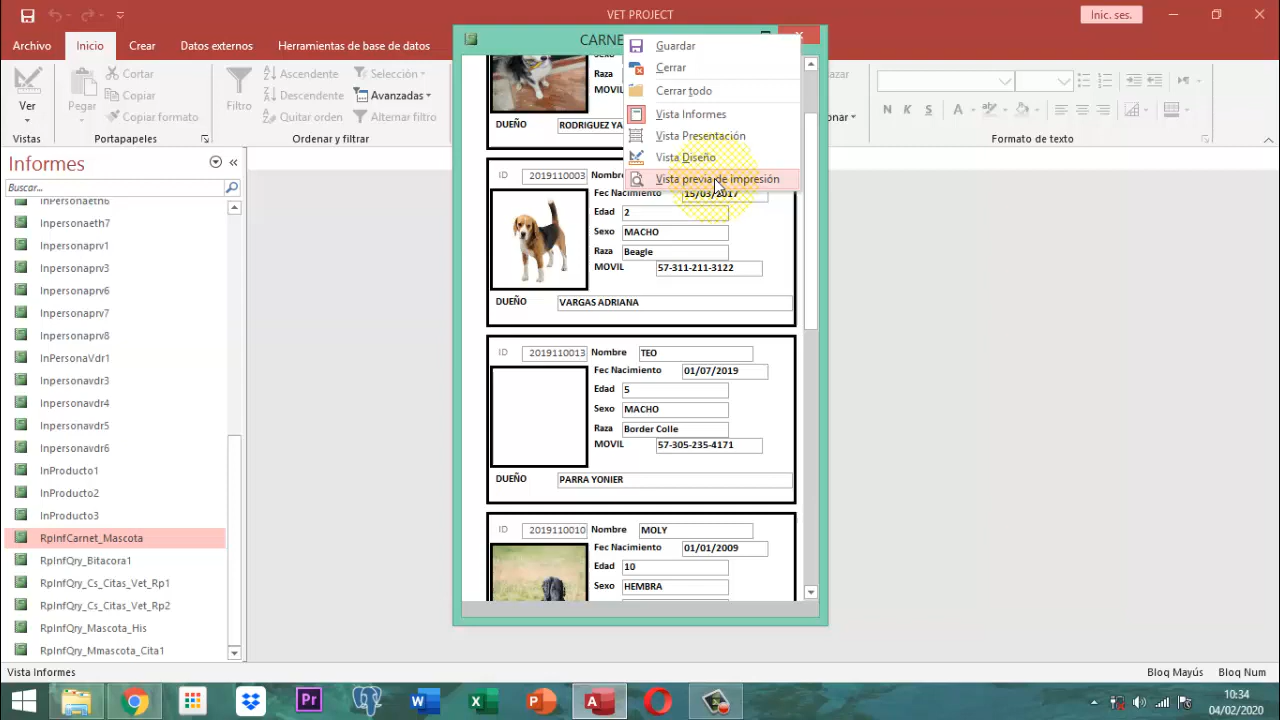 VET PROJECT
Inic. ses.
Archivo
Inicio
Crear
Datos externos
Herramientas de base de datos
Ver
Vistas
Pegar
Cortar
Copiar
Copiar formato
Portapapeles
Filtro
Ascendente
Descendente
Quitar orden
Selección
Avanzadas
Alternar filtro
Ordenar y filtrar
N K S
A
A
Formato de texto
Informes
Buscar...
Inpersonaeth6
Inpersonaeth7
Inpersonaprv1
Inpersonaprv3
Inpersonaprv6
Inpersonaprv7
Inpersonaprv8
InPersonaVdr1
Inpersonavdr3
Inpersonavdr4
Inpersonavdr5
Inpersonavdr6
InProducto1
InProducto2
InProducto3
RpInfCarnet_Mascota
RpInfQry_Bitacora1
RpInfQry_Cs_Citas_Vet_Rp1
RpInfQry_Cs_Citas_Vet_Rp2
RpInfQry_Mascota_His
RpInfQry_Mmascota_Cita1
CARNE
Guardar
Cerrar
Cerrar todo
Vista Informes
Vista Presentación
Vista Diseño
Vista previa de impresión
Raza
MOVIL
DUEÑO RODRIGUEZ YA
ID 2019110003
Fec Nacimiento 15/03/2017
Edad 2
Sexo MACHO
Raza Beagle
MOVIL 57-311-211-3122
DUEÑO VARGAS ADRIANA
ID 2019110013 Nombre TEO
Fec Nacimiento 01/07/2019
Edad 5
Sexo MACHO
Raza Border Colle
MOVIL 57-305-235-4171
DUEÑO PARRA YONIER
ID 2019110010 Nombre MOLY
Fec Nacimiento 01/01/2009
Edad 10
Sexo HEMBRA
Vista Informes
Bloq Mayús
Bloq Num
Pr
W
X
P
A
10:34
04/02/2020